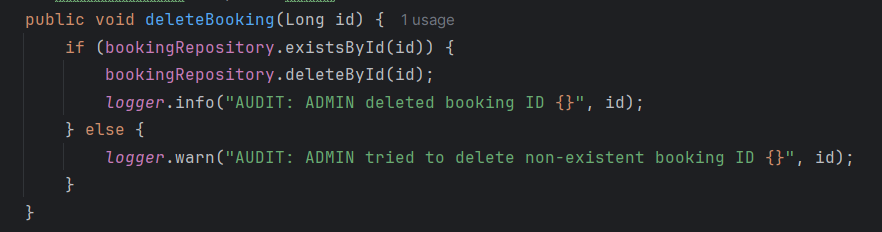 public void deleteBooking(Long id) { 1 usage
if (bookingRepository.existsById(id)) {
bookingRepository.deleteById(id);
logger.info("AUDIT: ADMIN deleted booking ID {}", id);
} else {
logger.warn("AUDIT: ADMIN tried to delete non-existent booking ID {}", id);
}
}